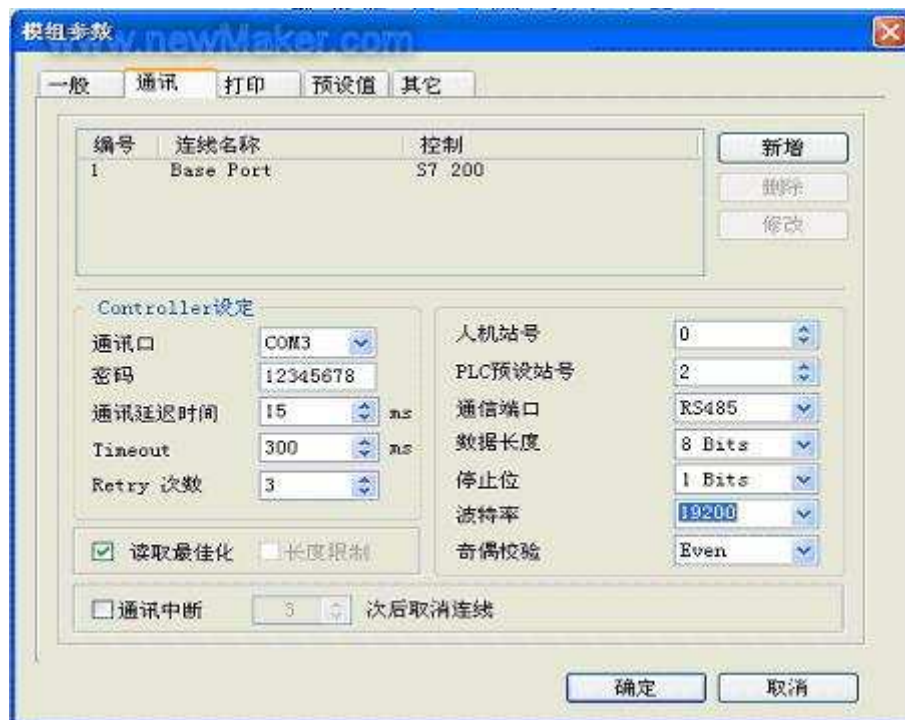 模组参数
www.newMaker.com
一般 通讯 打印 预设值 其它
编号 连线名称 控制
1 Base Port S7 200
新增
删除
修改
Controller设定
通讯口 COM3
密码 12345678
通讯延迟时间 15 ms
Timeout 300 ms
Retry 次数 3
人机站号 0
PLC预设站号 2
通信端口 RS485
数据长度 8 Bits
停止位 1 Bits
波特率 19200
奇偶校验 Even
读取最佳化 长度限制
通讯中断 3 次后取消连线
确定 取消